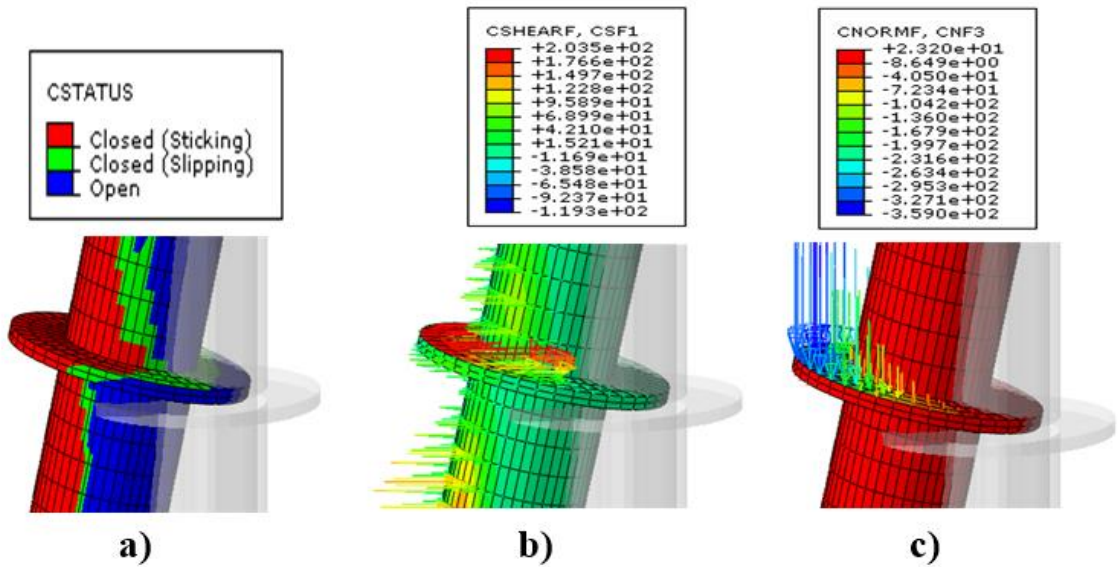 CSTATUS
Closed (Sticking)
Closed (Slipping)
Open
CSHEARF, CSF1
+2.035e+02
+1.766e+02
+1.497e+02
+1.228e+02
+9.589e+01
+6.899e+01
+4.210e+01
+1.521e+01
-1.169e+01
-3.858e+01
-6.548e+01
-9.237e+01
-1.193e+02
CNORMF, CNF3
+2.320e+01
-8.649e+00
-4.050e+01
-7.234e+01
-1.042e+02
-1.360e+02
-1.679e+02
-1.997e+02
-2.316e+02
-2.634e+02
-2.953e+02
-3.271e+02
-3.590e+02
a)
b)
c)